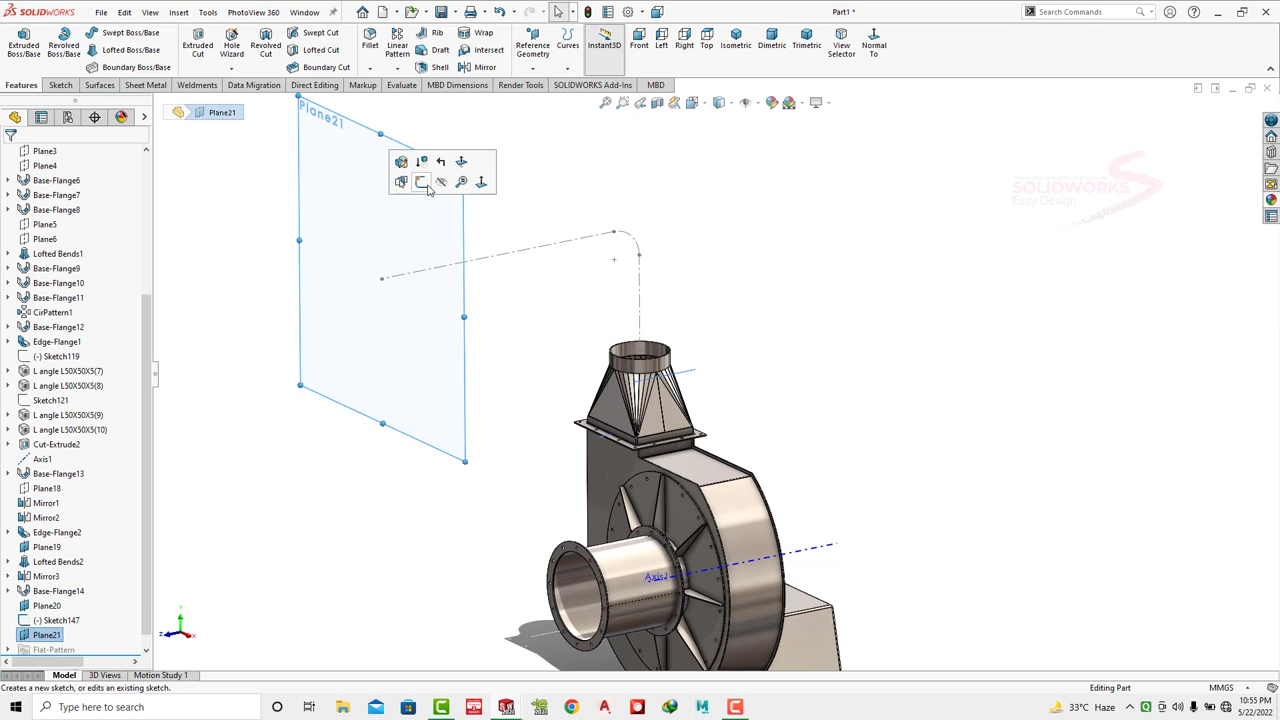 SOLIDWORKS File Edit View Insert Tools PhotoView 360 Window Part1 * Search Commands
Extruded Boss/Base Revolved Boss/Base Swept Boss/Base Lofted Boss/Base Boundary Boss/Base Extruded Cut Hole Wizard Revolved Cut Swept Cut Lofted Cut Boundary Cut Fillet Linear Pattern Rib Draft Shell Wrap Intersect Mirror Reference Geometry Curves Instant3D Front Left Right Top Isometric Dimetric Trimetric View Selector Normal To
Features Sketch Surfaces Sheet Metal Weldments Data Migration Direct Editing Markup Evaluate MBD Dimensions Render Tools SOLIDWORKS Add-Ins MBD
Plane21
Plane21
SOLIDWORKS
Easy Design
Plane3
Plane4
Base-Flange6
Base-Flange7
Base-Flange8
Plane5
Plane6
Lofted Bends1
Base-Flange9
Base-Flange10
Base-Flange11
CirPattern1
Base-Flange12
Edge-Flange1
(-) Sketch119
L angle L50X50X5(7)
L angle L50X50X5(8)
Sketch121
L angle L50X50X5(9)
L angle L50X50X5(10)
Cut-Extrude2
Axis1
Base-Flange13
Plane18
Mirror1
Mirror2
Edge-Flange2
Plane19
Lofted Bends2
Mirror3
Base-Flange14
Plane20
(-) Sketch147
Plane21
Flat-Pattern
Axis1
Y
Z X
Model 3D Views Motion Study 1
Creates a new sketch, or edits an existing sketch. Editing Part MMGS
Type here to search 33°C Haze 10:55 PM
5/22/2022